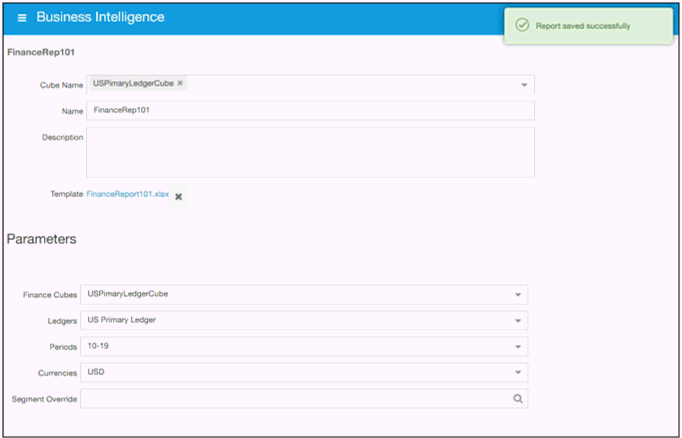 Business Intelligence
Report saved successfully
FinanceRep101
Cube Name USPimaryLedgerCube
Name FinanceRep101
Description
Template FinanceReport101.xlsx
Parameters
Finance Cubes USPimaryLedgerCube
Ledgers US Primary Ledger
Periods 10-19
Currencies USD
Segment Override